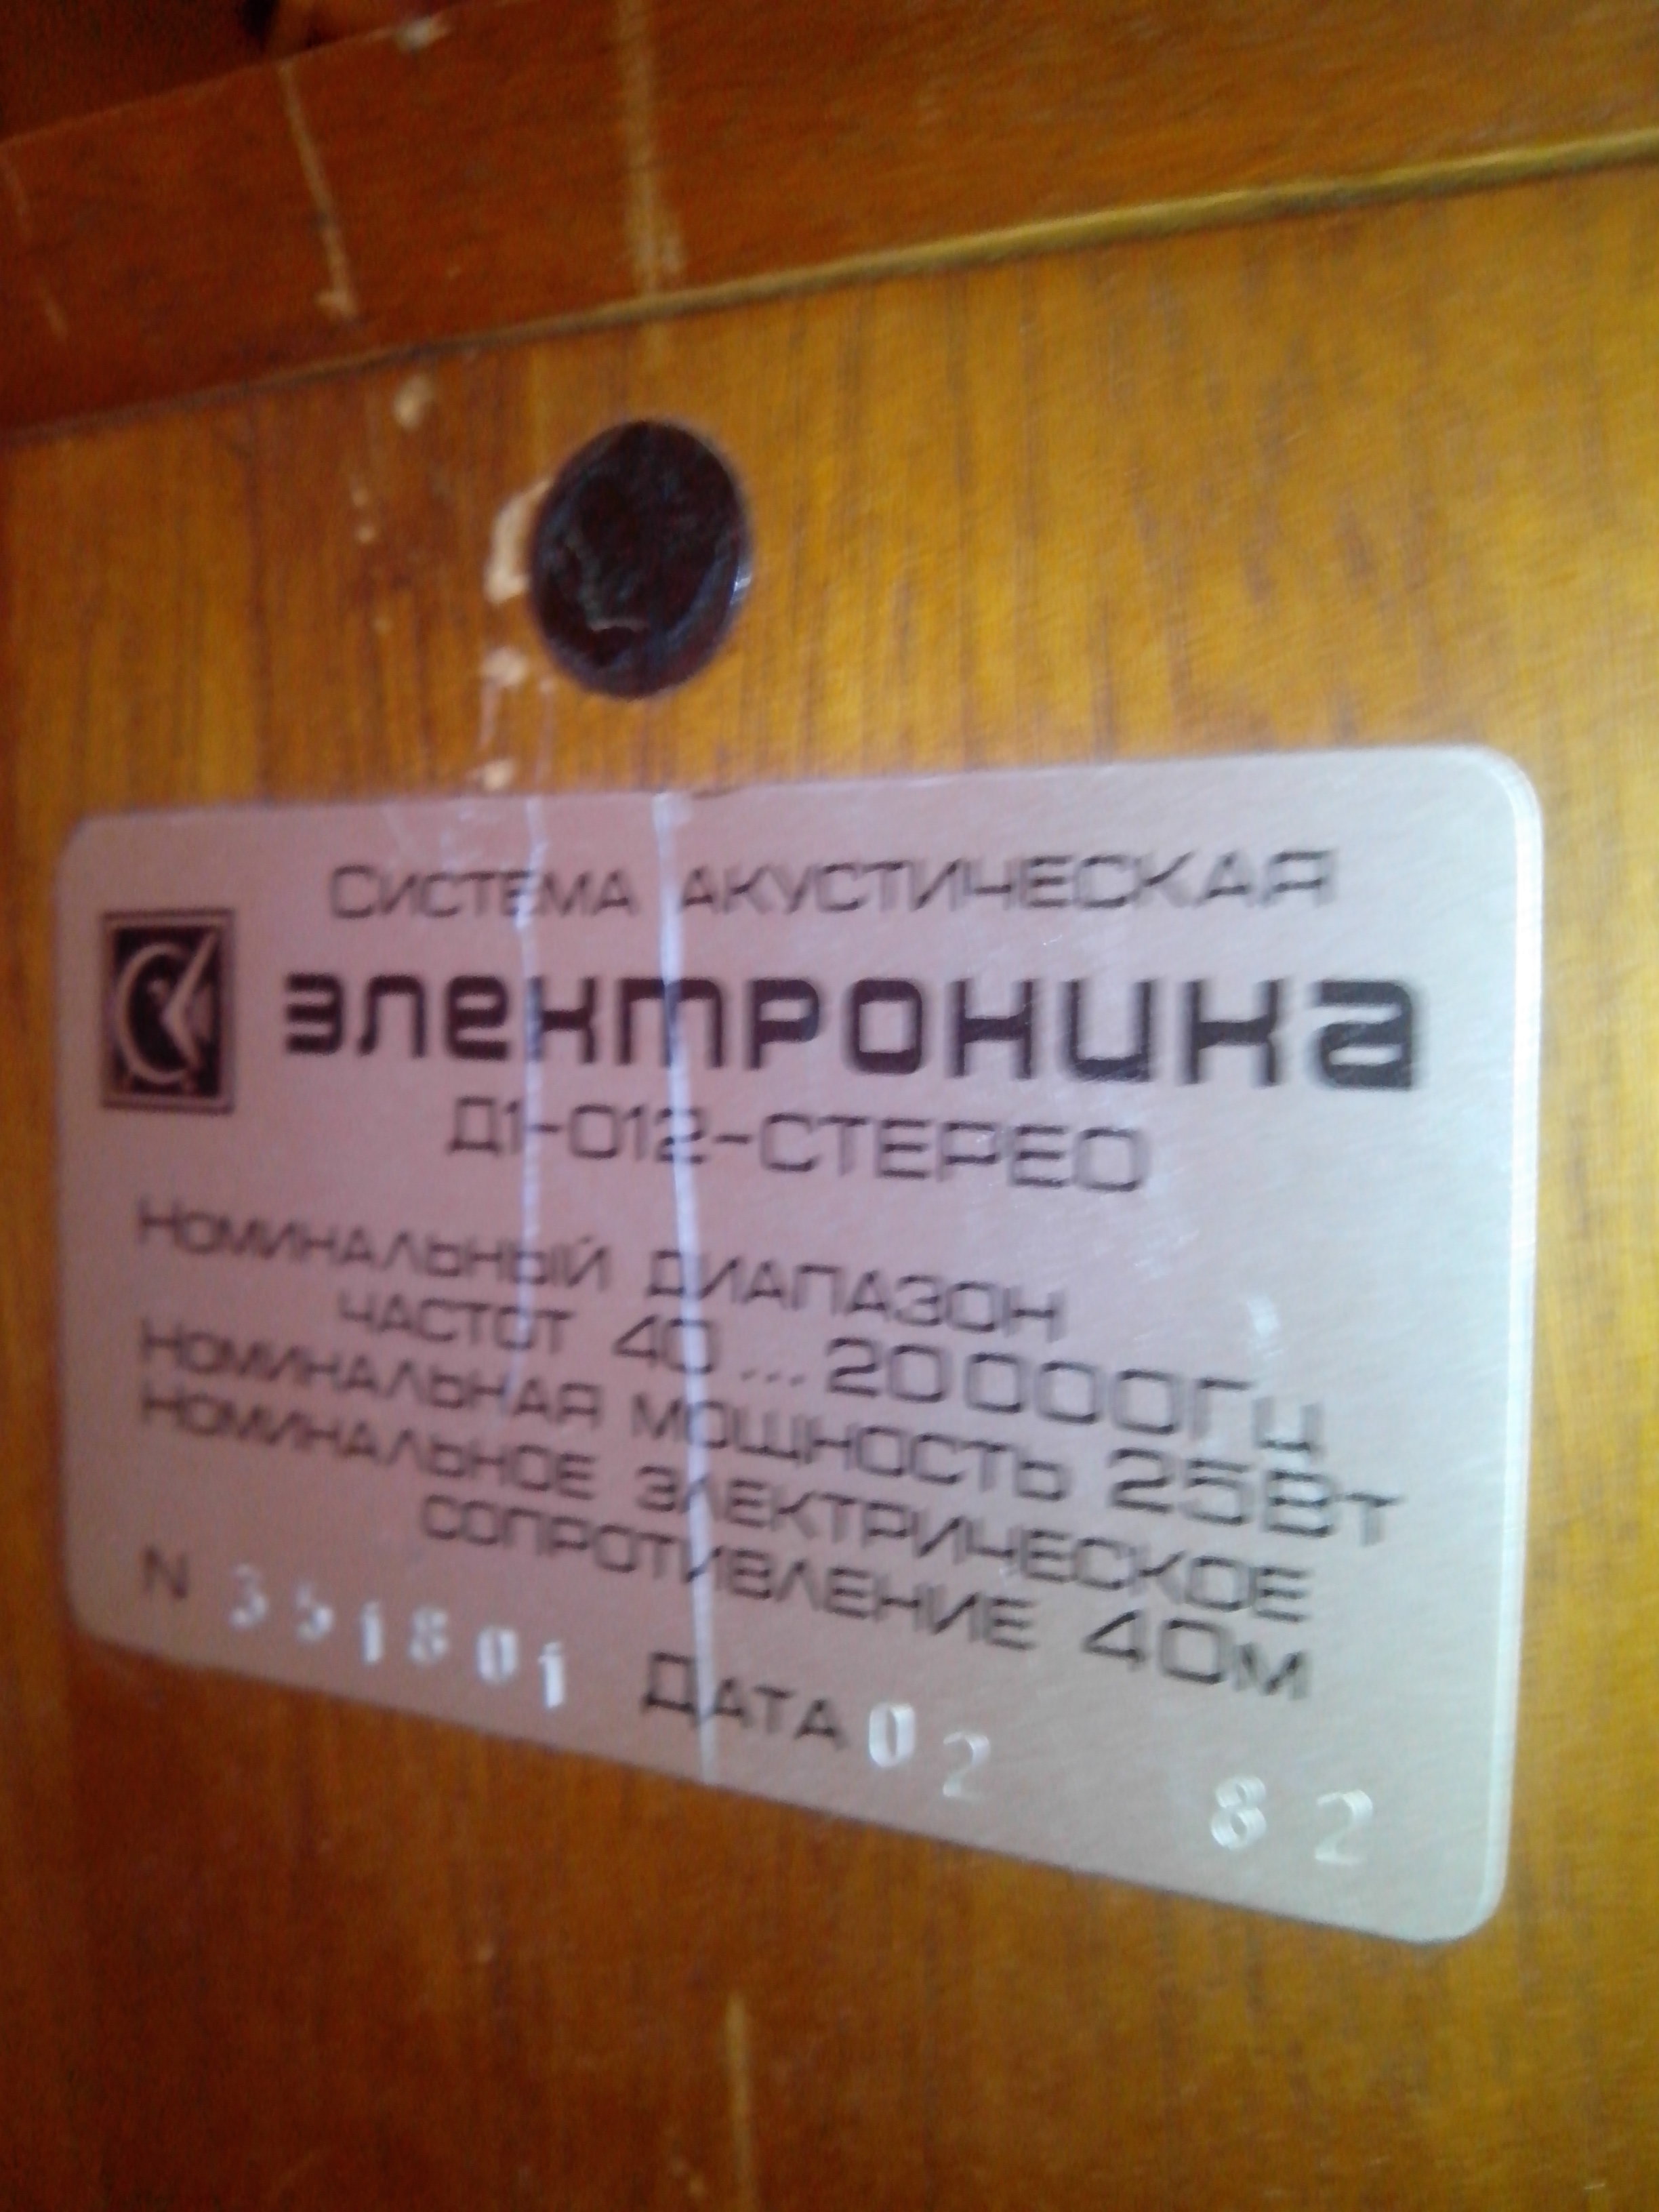 Система акустическая
электроника
Д1-012-стерео
Номинальный диапазон
частот 40...20000Гц
Номинальная мощность 25Вт
Номинальное электрическое
сопротивление 4Ом
N 351801 Дата 02 82